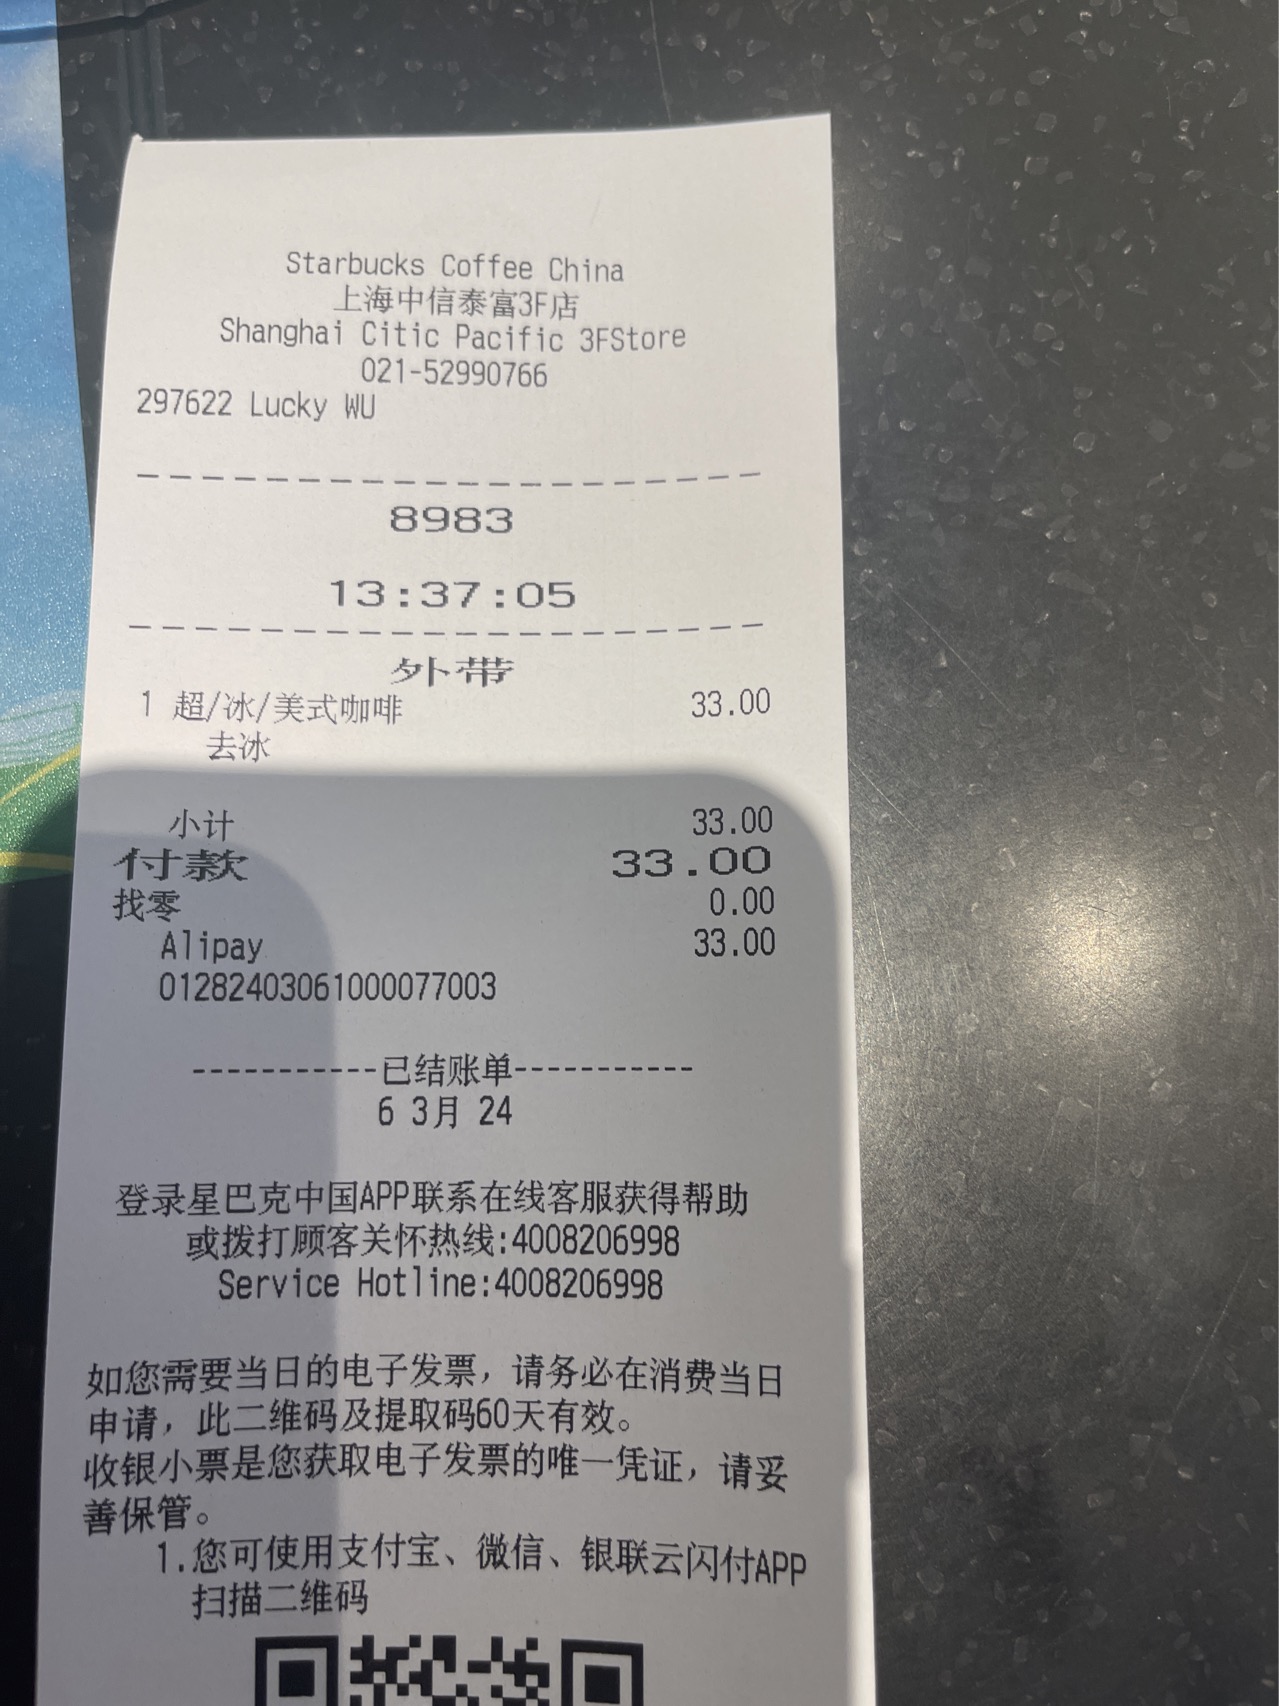 Starbucks Coffee China
上海中信泰富3F店
Shanghai Citic Pacific 3FStore
021-52990766
297622 Lucky WU
8983
13:37:05
外带
1 超/冰/美式咖啡 33.00
去冰
小计 33.00
付款 33.00
找零 0.00
Alipay 33.00
01282403061000077003
-----------已结账单-----------
6 3月 24
登录星巴克中国APP联系在线客服获得帮助
或拨打顾客关怀热线:4008206998
Service Hotline:4008206998
如您需要当日的电子发票，请务必在消费当日
申请，此二维码及提取码60天有效。
收银小票是您获取电子发票的唯一凭证，请妥
善保管。
1.您可使用支付宝、微信、银联云闪付APP
扫描二维码